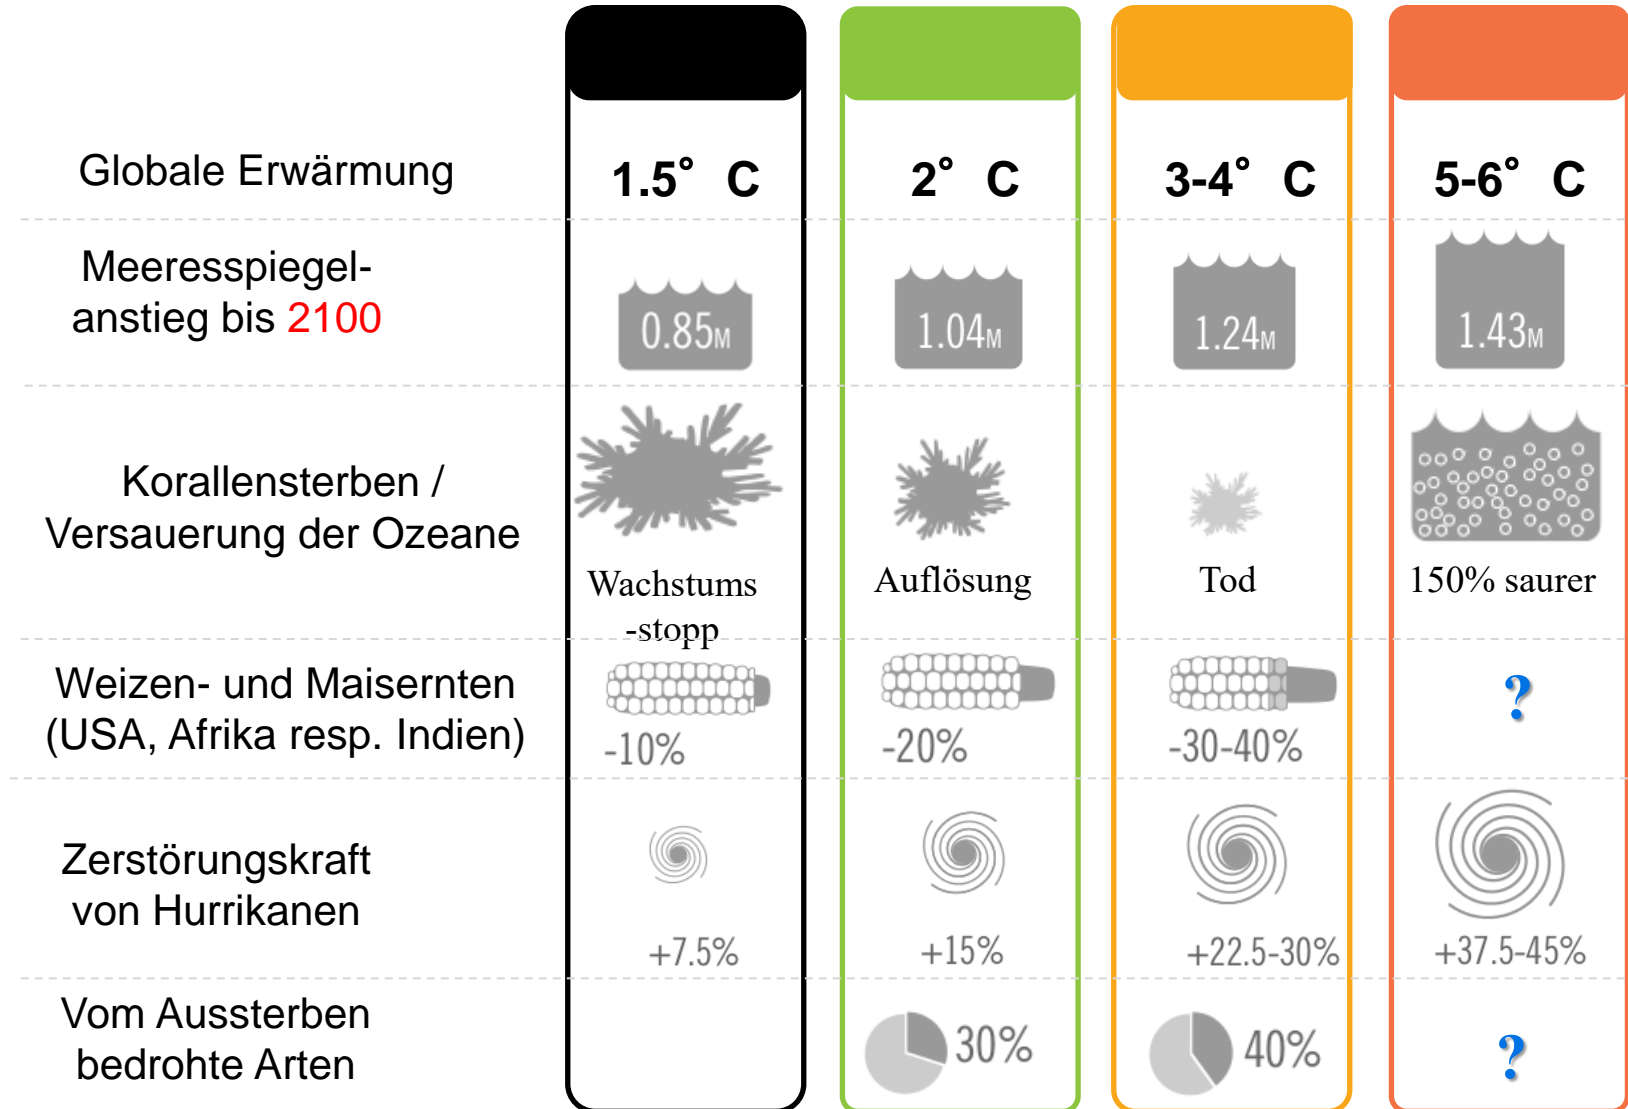 Globale Erwärmung
1.5° C
2° C
3-4° C
5-6° C
Meeresspiegel-
anstieg bis 2100
0.85M
1.04M
1.24M
1.43M
Korallensterben /
Versauerung der Ozeane
Wachstums
-stopp
Auflösung
Tod
150% saurer
Weizen- und Maisernten
(USA, Afrika resp. Indien)
-10%
-20%
-30-40%
?
Zerstörungskraft
von Hurrikanen
+7.5%
+15%
+22.5-30%
+37.5-45%
Vom Aussterben
bedrohte Arten
30%
40%
?